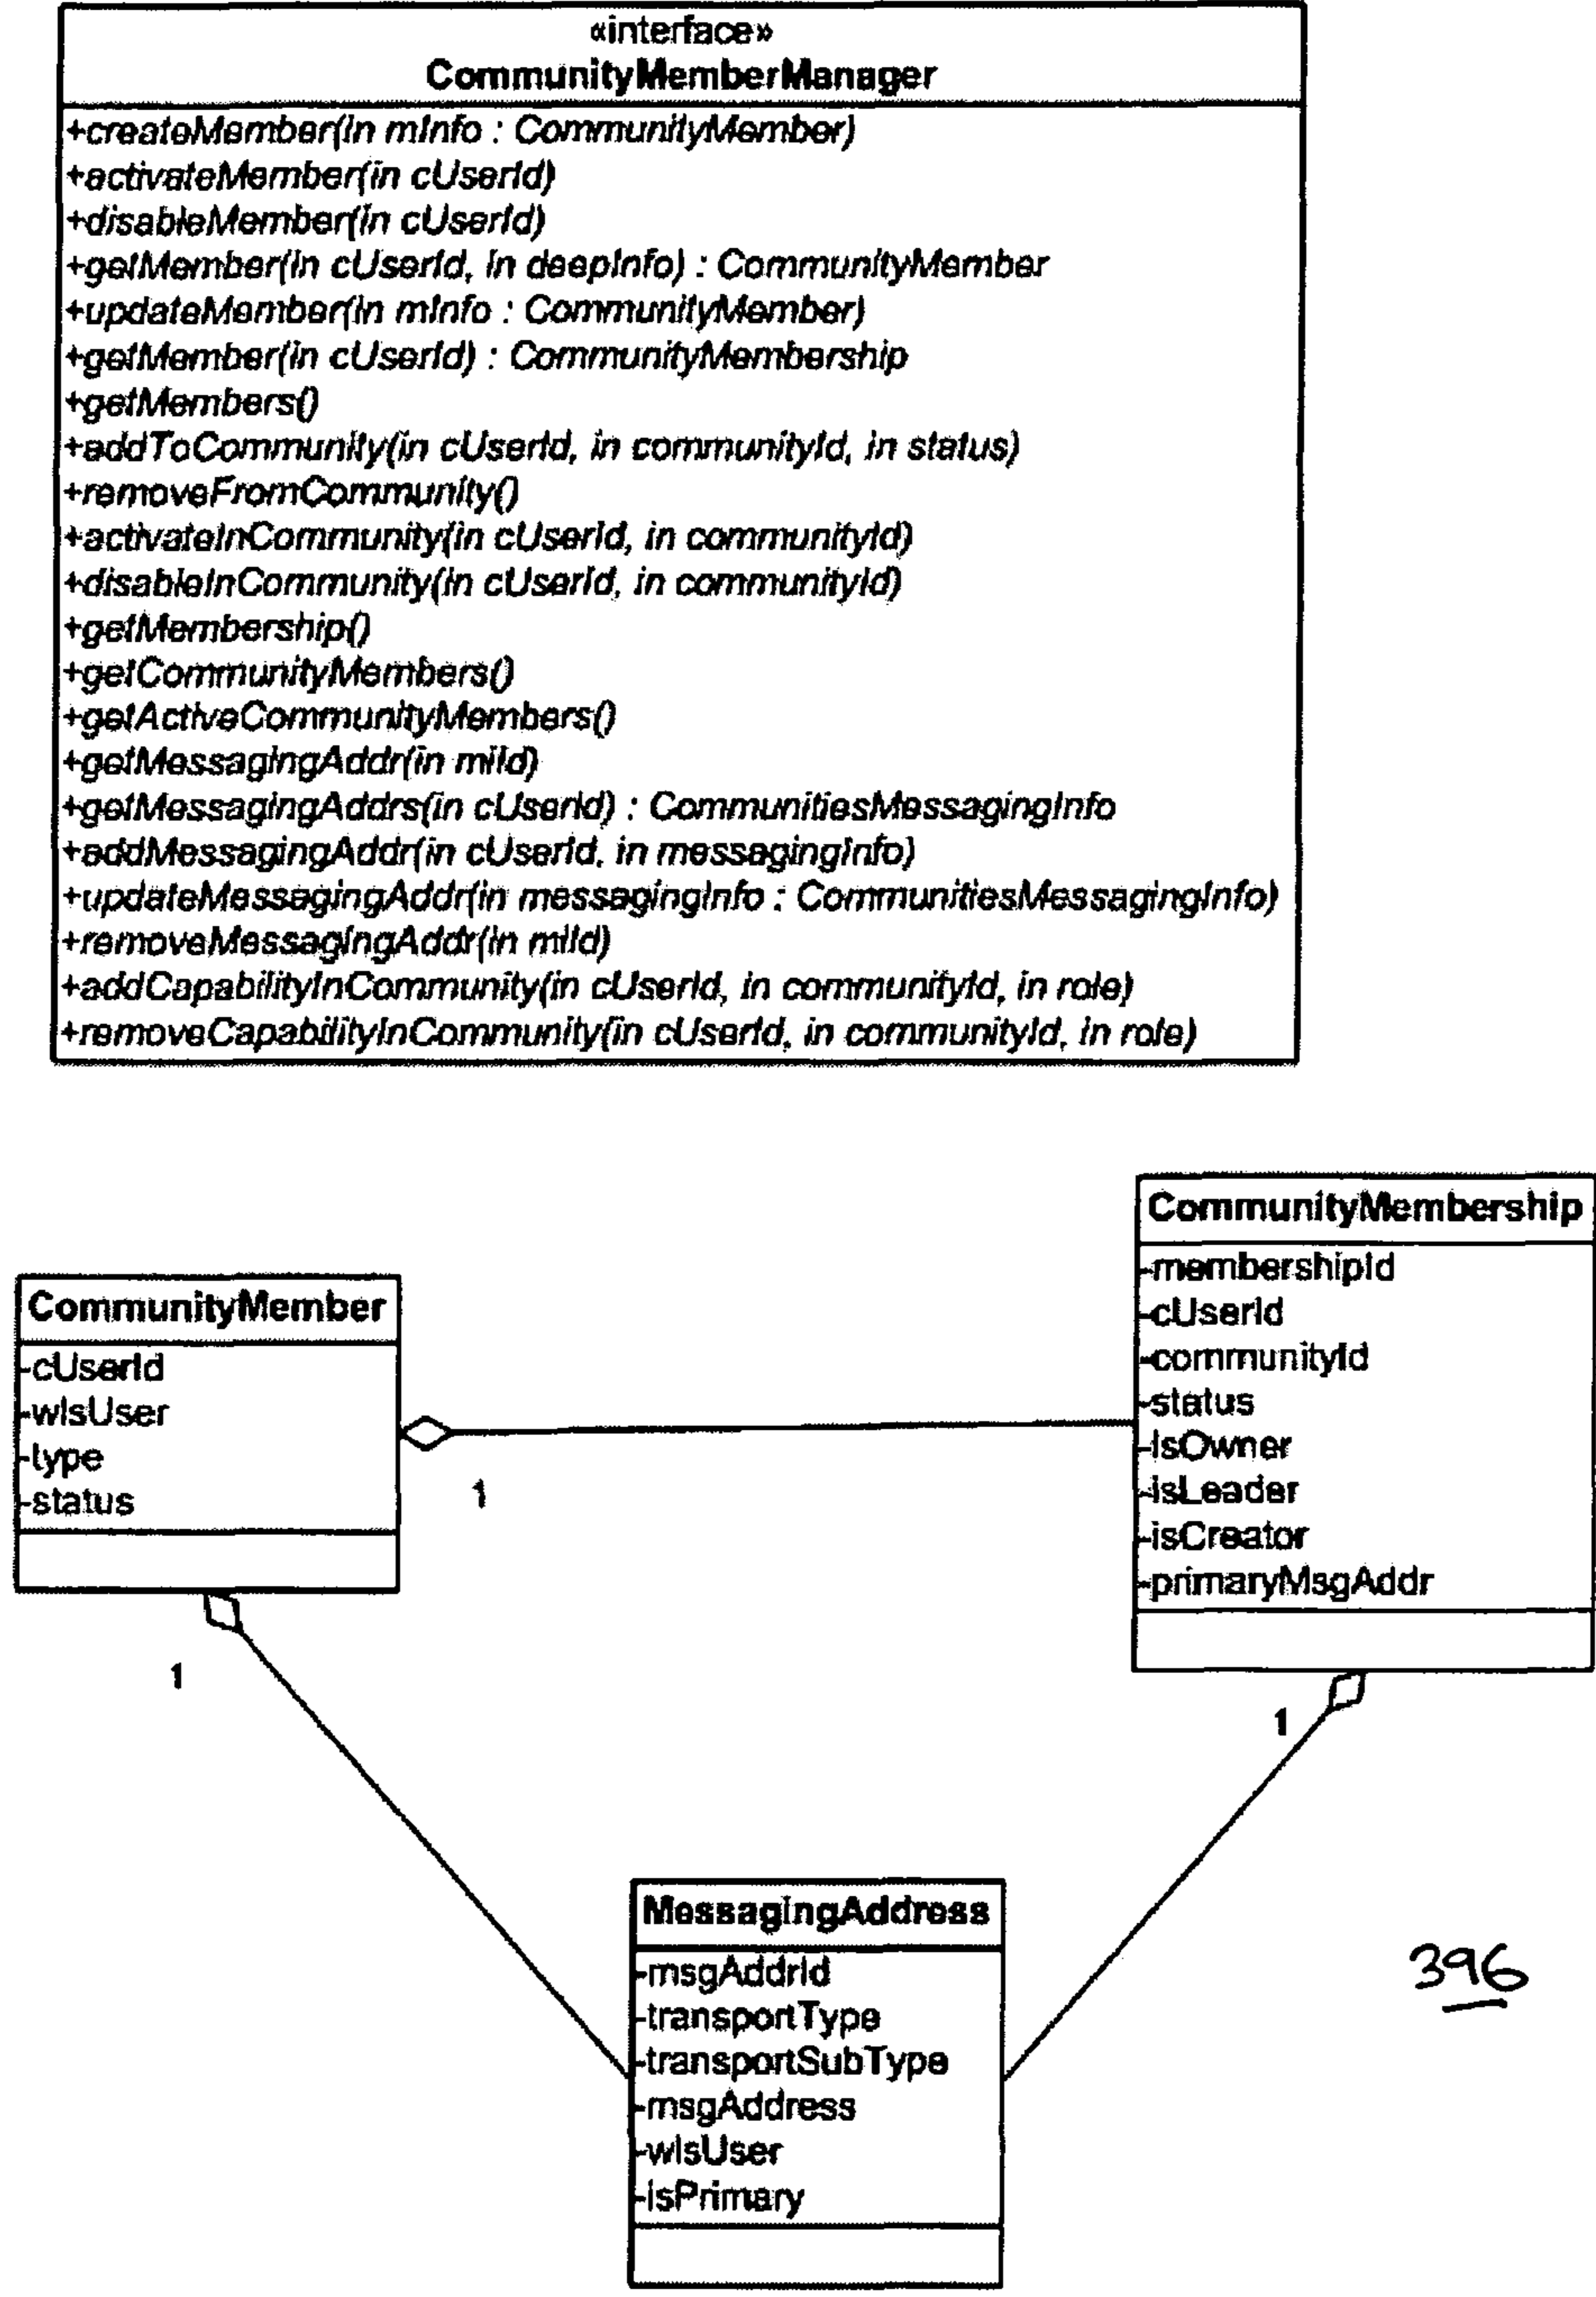 «interface»
CommunityMemberManager
+createMember(in mInfo : CommunityMember)
+activateMember(in cUserId)
+disableMember(in cUserId)
+getMember(in cUserId, in deepInfo) : CommunityMember
+updateMember(in mInfo : CommunityMember)
+getMember(in cUserId) : CommunityMembership
+getMembers()
+addToCommunity(in cUserId, in communityId, in status)
+removeFromCommunity()
+activateInCommunity(in cUserId, in communityId)
+disableInCommunity(in cUserId, in communityId)
+getMembership()
+getCommunityMembers()
+getActiveCommunityMembers()
+getMessagingAddr(in miId)
+getMessagingAddrs(in cUserId) : CommunitiesMessagingInfo
+addMessagingAddr(in cUserId, in messagingInfo)
+updateMessagingAddr(in messagingInfo : CommunitiesMessagingInfo)
+removeMessagingAddr(in miId)
+addCapabilityInCommunity(in cUserId, in communityId, in role)
+removeCapabilityInCommunity(in cUserId, in communityId, in role)
CommunityMembership
-membershipId
-cUserId
-communityId
-status
-isOwner
-isLeader
-isCreator
-primaryMsgAddr
CommunityMember
-cUserId
-wlsUser
-type
-status
1
1
1
MessagingAddress
-msgAddrId
-transportType
-transportSubType
-msgAddress
-wlsUser
-isPrimary
396